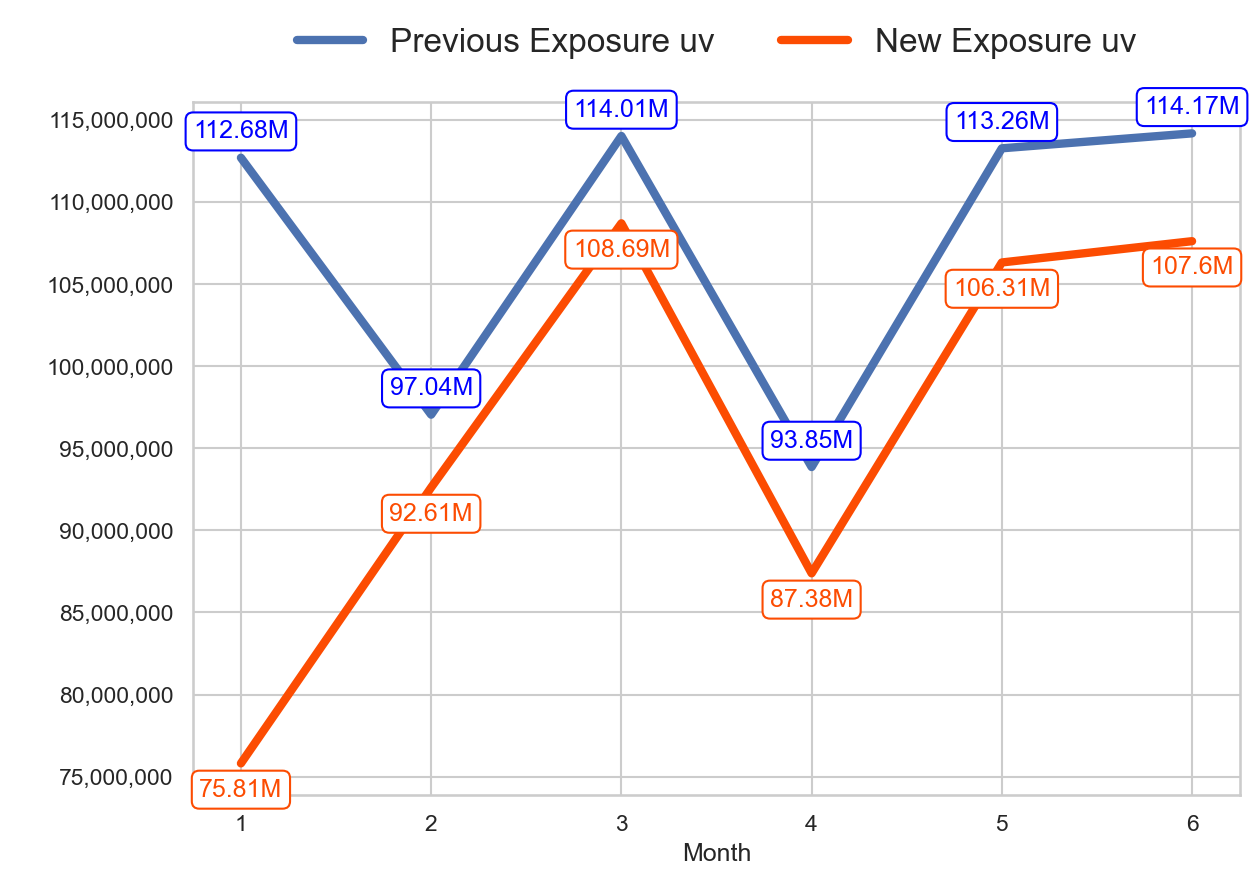 Previous Exposure uv New Exposure uv
115,000,000
110,000,000
105,000,000
100,000,000
95,000,000
90,000,000
85,000,000
80,000,000
75,000,000
112.68M
97.04M
114.01M
93.85M
113.26M
114.17M
75.81M
92.61M
108.69M
87.38M
106.31M
107.6M
1 2 3 4 5 6
Month